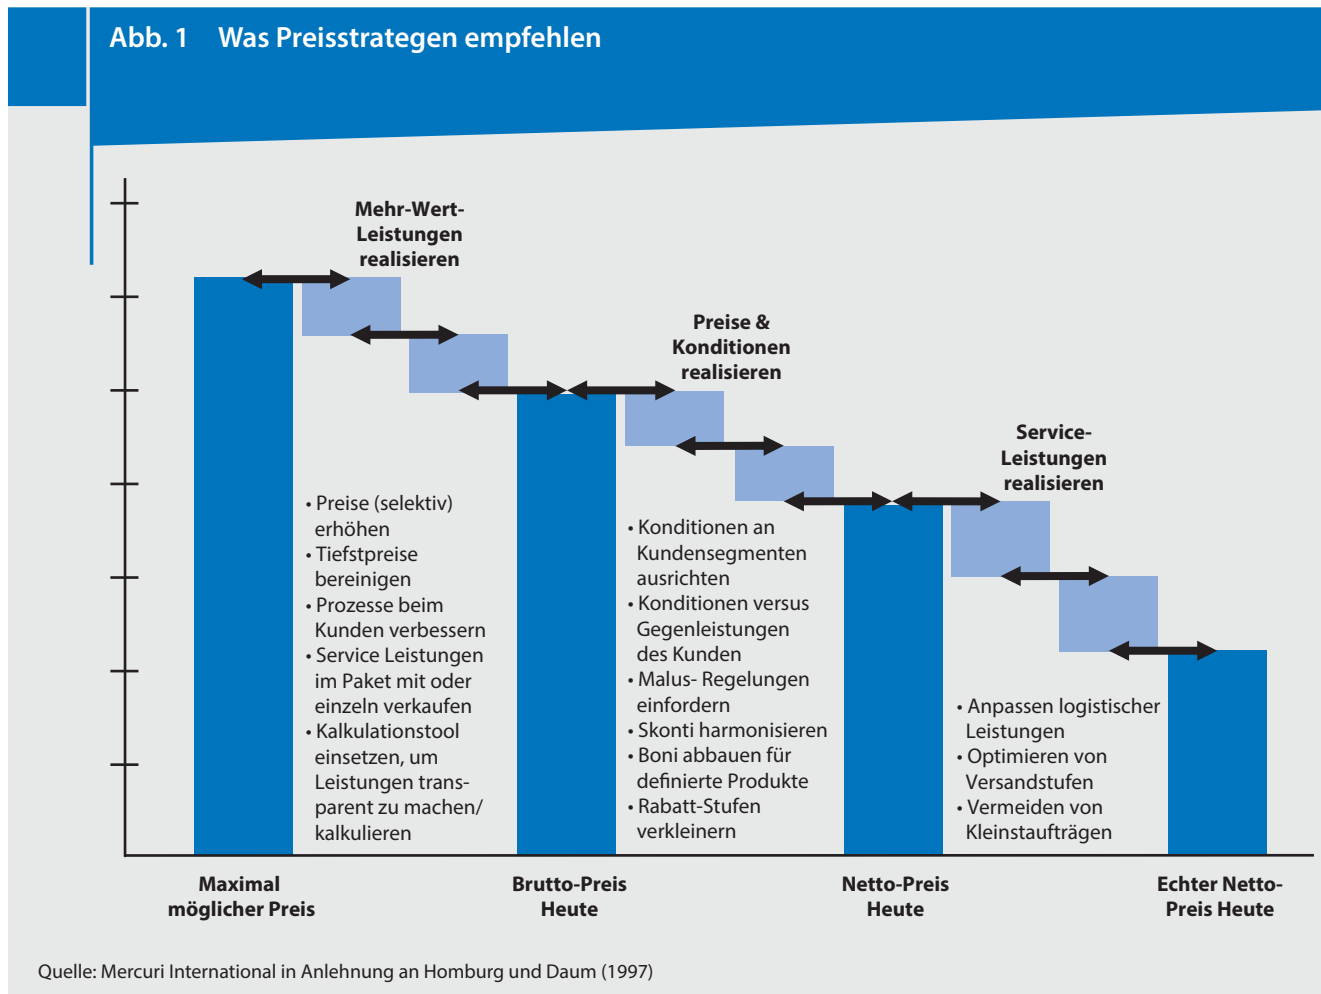 Abb. 1 Was Preisstrategen empfehlen
Mehr-Wert-
Leistungen
realisieren
Preise &
Konditionen
realisieren
Service-
Leistungen
realisieren
• Preise (selektiv)
erhöhen
• Tiefstpreise
bereinigen
• Prozesse beim
Kunden verbessern
• Service Leistungen
im Paket mit oder
einzeln verkaufen
• Kalkulationstool
einsetzen, um
Leistungen trans-
parent zu machen/
kalkulieren
• Konditionen an
Kundensegmenten
ausrichten
• Konditionen versus
Gegenleistungen
des Kunden
• Malus- Regelungen
einfordern
• Skonti harmonisieren
• Boni abbauen für
definierte Produkte
• Rabatt-Stufen
verkleinern
• Anpassen logistischer
Leistungen
• Optimieren von
Versandstufen
• Vermeiden von
Kleinstaufträgen
Maximal
möglicher Preis
Brutto-Preis
Heute
Netto-Preis
Heute
Echter Netto-
Preis Heute
Quelle: Mercuri International in Anlehnung an Homburg und Daum (1997)